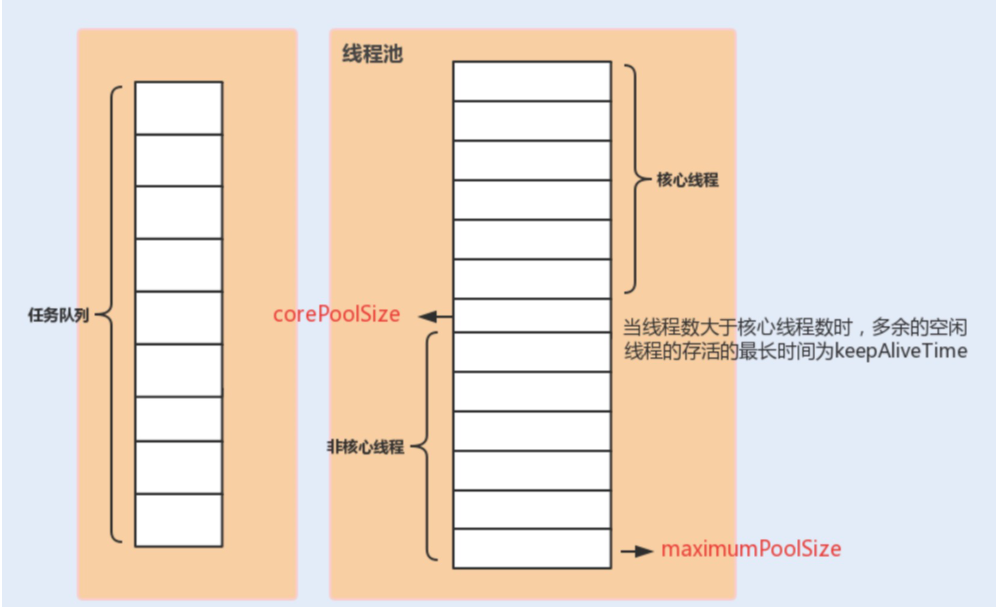 线程池
核心线程
任务队列
corePoolSize
当线程数大于核心线程数时，多余的空闲
线程的存活的最长时间为keepAliveTime
非核心线程
maximumPoolSize